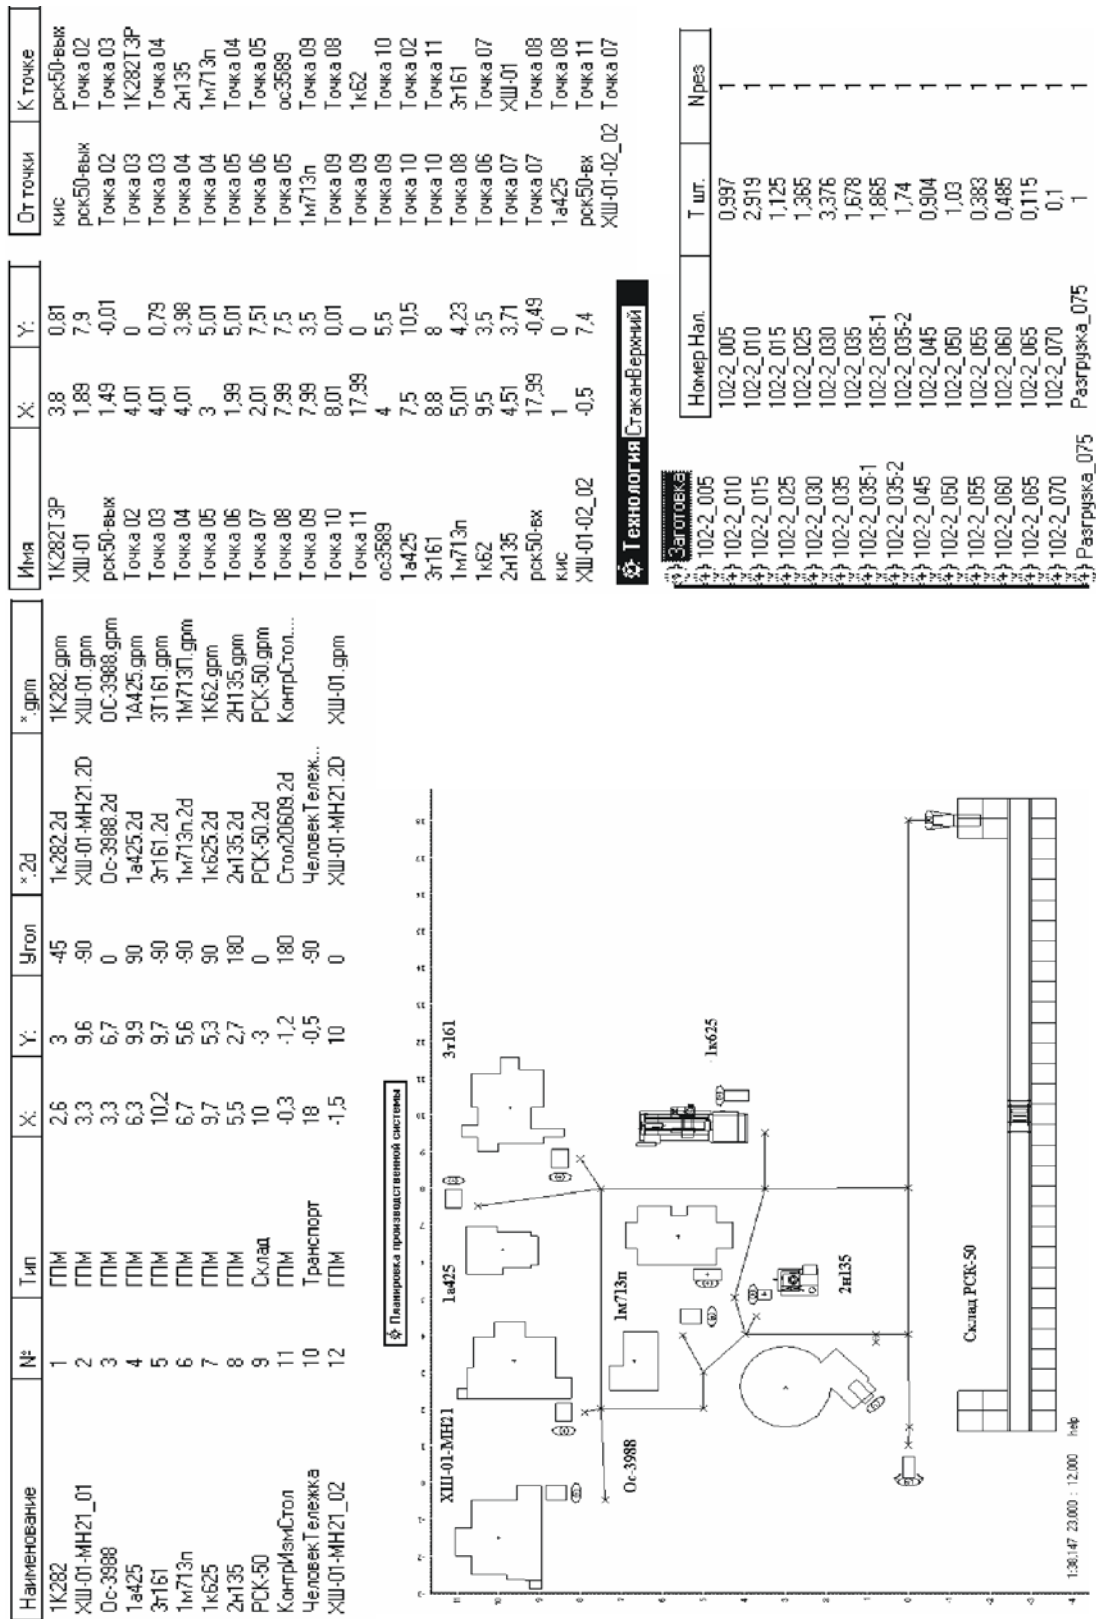 Наименование № Тип X: Y: Угол *.2d *.gpm
1К282 1 ГПМ 2,6 3 -45 1к282.2d 1К282.gpm
ХШ-01-МН21_01 2 ГПМ 3,3 9,6 -90 ХШ-01-МН21.2D ХШ-01.gpm
Ос-3988 3 ГПМ 3,3 6,7 0 Ос-3988.2d ОС-3988.gpm
1а425 4 ГПМ 6,3 9,9 90 1а425.2d 1А425.gpm
3т161 5 ГПМ 10,2 9,7 -90 3т161.2d 3Т161.gpm
1м713п 6 ГПМ 6,7 5,6 -90 1м713п.2d 1М713П.gpm
1к625 7 ГПМ 9,7 5,3 90 1к625.2d 1К62.gpm
2н135 8 ГПМ 5,5 2,7 180 2н135.2d 2Н135.gpm
РСК-50 9 Склад 10 -3 0 РСК-50.2d РСК-50.gpm
КонтрИзмСтол 11 ГПМ -0,3 -1,2 180 Стол20609.2d КонтрСтол....
ЧеловекТележка 10 Транспорт 18 -0,5 -90 ЧеловекТележ...
ХШ-01-МН21_02 12 ГПМ -1,5 10 0 ХШ-01-МН21.2D ХШ-01.gpm
Имя X: Y:
1К282ТЗР 3,8 0,81
ХШ-01 1,89 7,9
рск50-вых 1,49 -0,01
Точка 02 4,01 0
Точка 03 4,01 0,79
Точка 04 4,01 3,98
Точка 05 3 5,01
Точка 06 1,99 5,01
Точка 07 2,01 7,51
Точка 08 7,99 7,5
Точка 09 7,99 3,5
Точка 10 8,01 0,01
Точка 11 17,99 0
ос3589 4 5,5
1а425 7,5 10,5
3т161 8,8 8
1м713п 5,01 4,23
1к62 9,5 3,5
2н135 4,51 3,71
рск50-вх 17,99 -0,49
кис 1 0
ХШ-01-02_02 -0,5 7,4
От точки К точке
кис рск50-вых
рск50-вых Точка 02
Точка 02 Точка 03
Точка 03 1К282ТЗР
Точка 03 Точка 04
Точка 04 2н135
Точка 04 1м713п
Точка 05 Точка 04
Точка 06 Точка 05
Точка 05 ос3589
1м713п Точка 09
Точка 09 Точка 08
Точка 09 1к62
Точка 09 Точка 10
Точка 10 Точка 02
Точка 10 Точка 11
Точка 08 3т161
Точка 06 Точка 07
Точка 07 ХШ-01
Точка 07 Точка 08
1а425 Точка 08
рск50-вх Точка 11
ХШ-01-02_02 Точка 07
Планировка производственной системы
3т161
1а425
ХШ-01-МН21
1к625
1м713п
Ос-3988
2н135
Склад РСК-50
1:30.147 23.000 : 12.000 help
Технология СтаканВерхний
Заготовка
102-2_005
102-2_010
102-2_015
102-2_025
102-2_030
102-2_035
102-2_035-1
102-2_035-2
102-2_045
102-2_050
102-2_055
102-2_060
102-2_065
102-2_070
Разгрузка_075
Номер Нал. Т шт. Nрез
102-2_005 0,997 1
102-2_010 2,919 1
102-2_015 1,125 1
102-2_025 1,365 1
102-2_030 3,376 1
102-2_035 1,678 1
102-2_035-1 1,865 1
102-2_035-2 1,74 1
102-2_045 0,904 1
102-2_050 1,03 1
102-2_055 0,383 1
102-2_060 0,485 1
102-2_065 0,115 1
102-2_070 0,1 1
Разгрузка_075 1 1